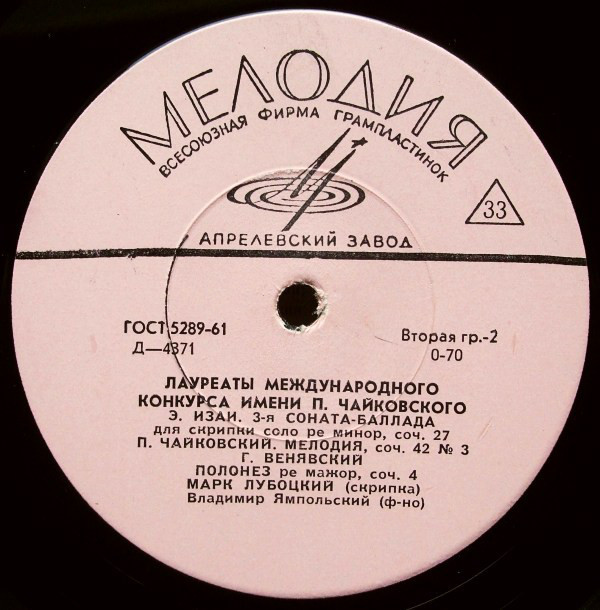 МЕЛОДИЯ
ВСЕСОЮЗНАЯ ФИРМА ГРАМПЛАСТИНОК
33
АПРЕЛЕВСКИЙ ЗАВОД
ГОСТ 5289-61
Д—4371
Вторая гр.-2
0-70
ЛАУРЕАТЫ МЕЖДУНАРОДНОГО
КОНКУРСА ИМЕНИ П. ЧАЙКОВСКОГО
Э. ИЗАИ. 3-я СОНАТА-БАЛЛАДА
для скрипки соло ре минор, соч. 27
П. ЧАЙКОВСКИЙ. МЕЛОДИЯ, соч. 42 № 3
Г. ВЕНЯВСКИЙ
ПОЛОНЕЗ ре мажор, соч. 4
МАРК ЛУБОЦКИЙ (скрипка)
Владимир Ямпольский (ф-но)